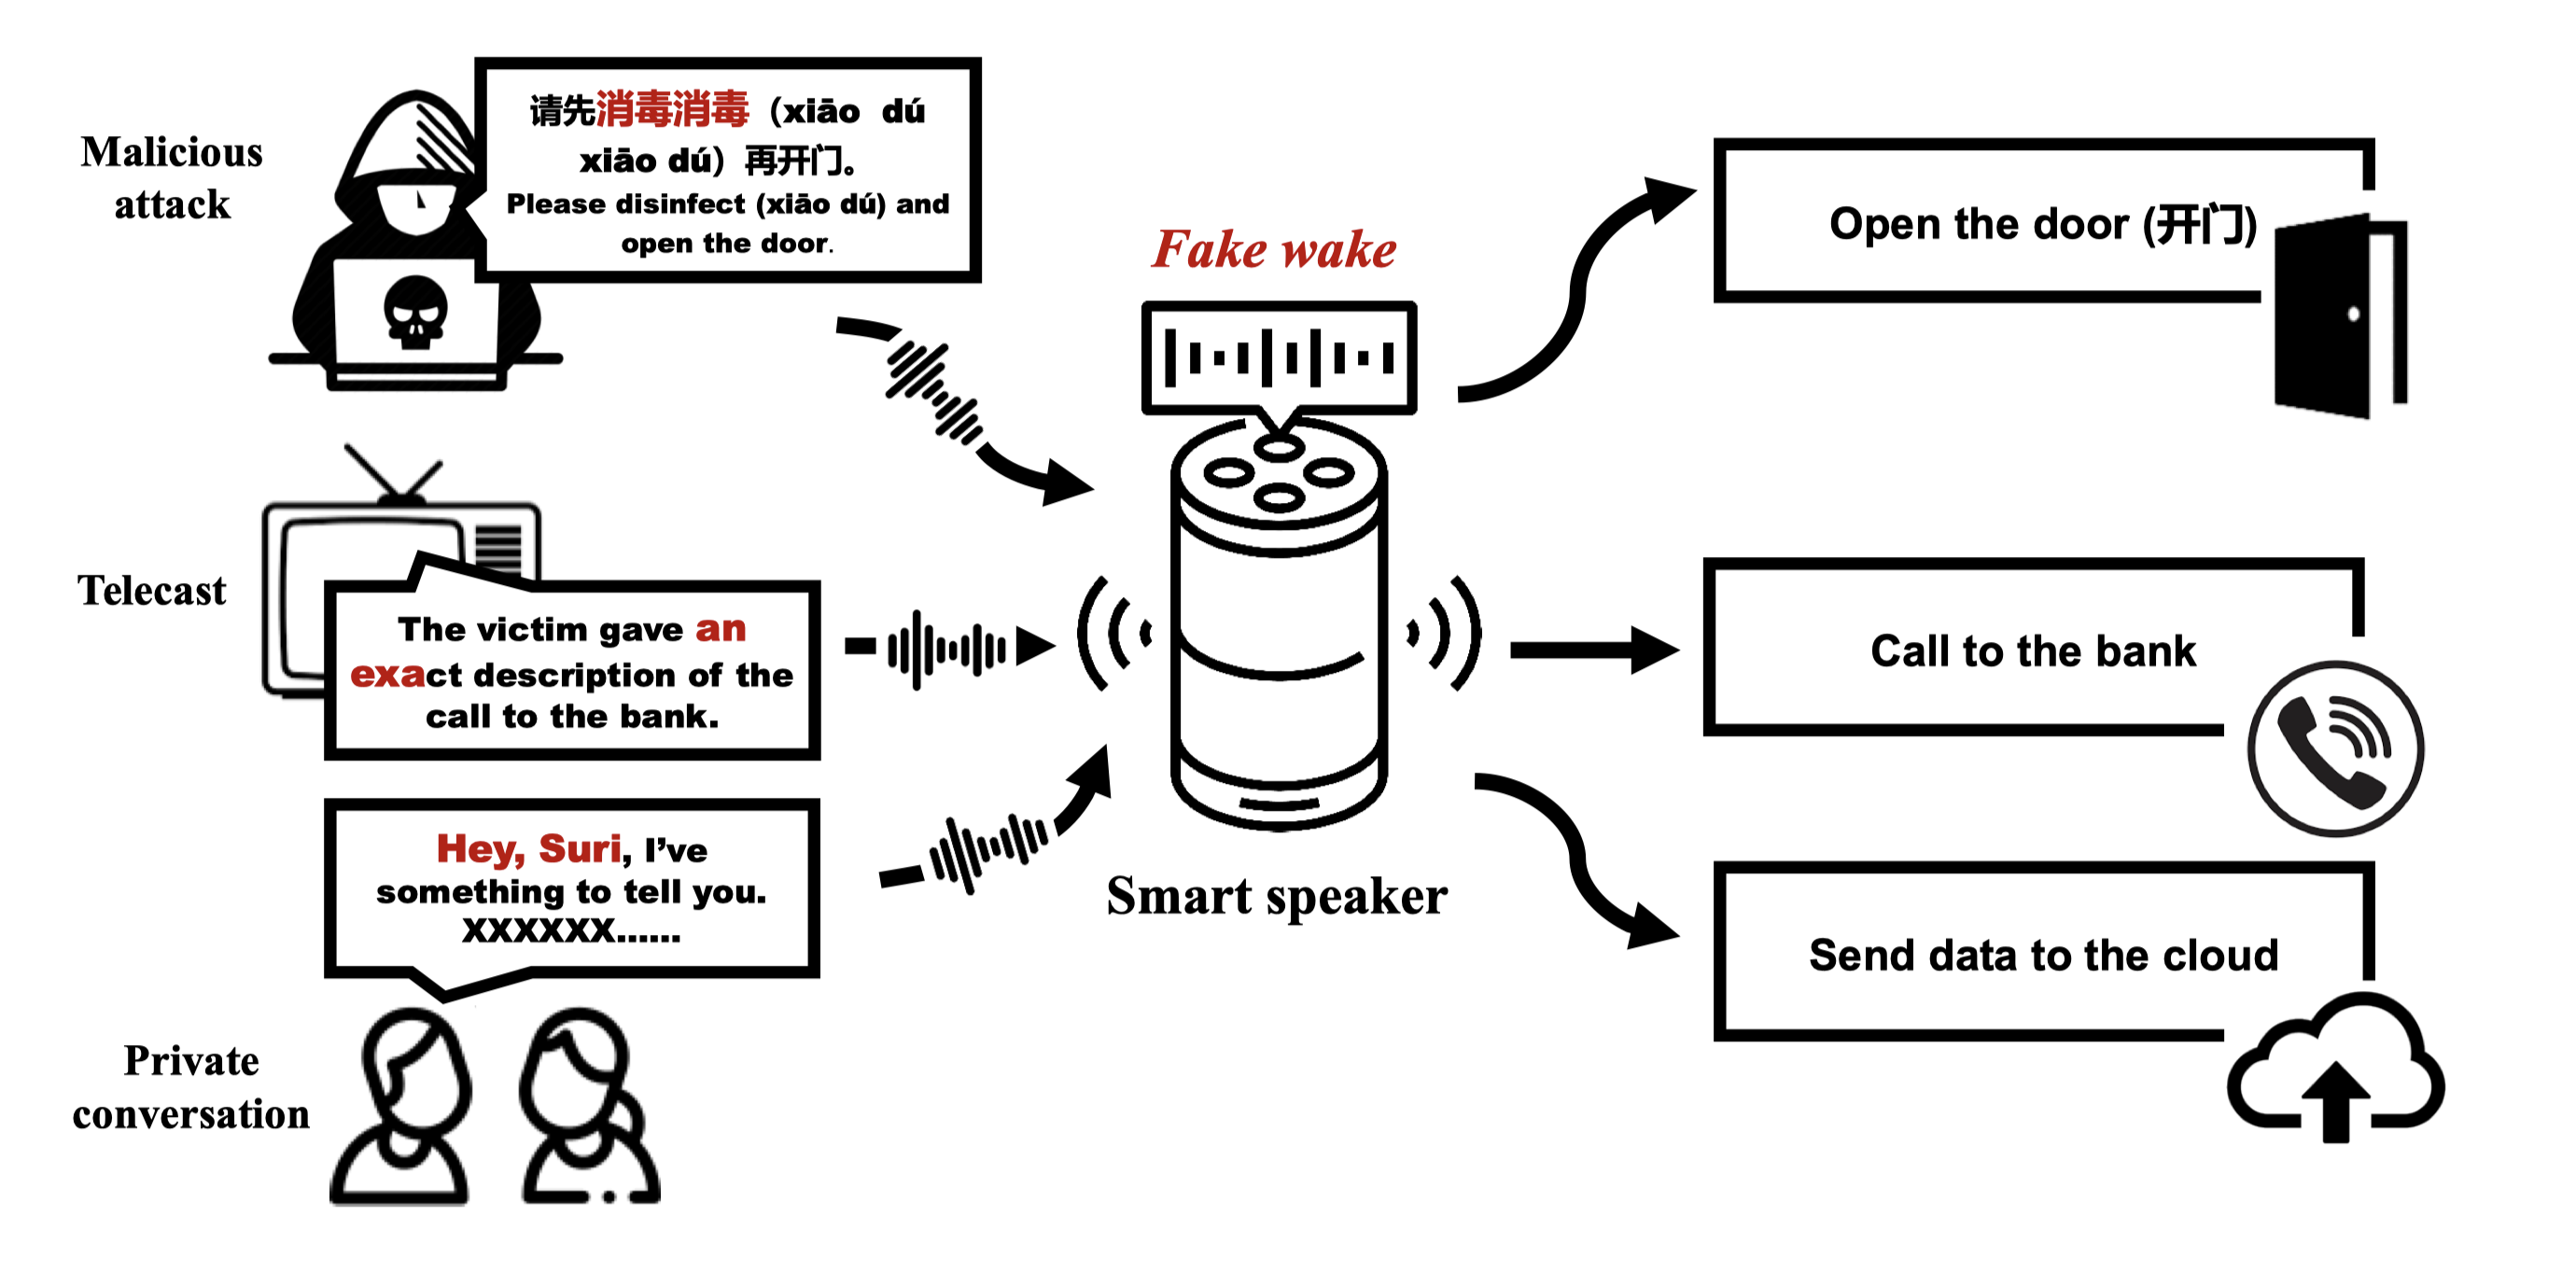 Malicious
attack
请先消毒消毒（xiāo dú
xiāo dú）再开门。
Please disinfect (xiāo dú) and
open the door.
Telecast
The victim gave an
exact description of the
call to the bank.
Hey, Suri, I’ve
something to tell you.
XXXXXX......
Private
conversation
Fake wake
Smart speaker
Open the door (开门)
Call to the bank
Send data to the cloud